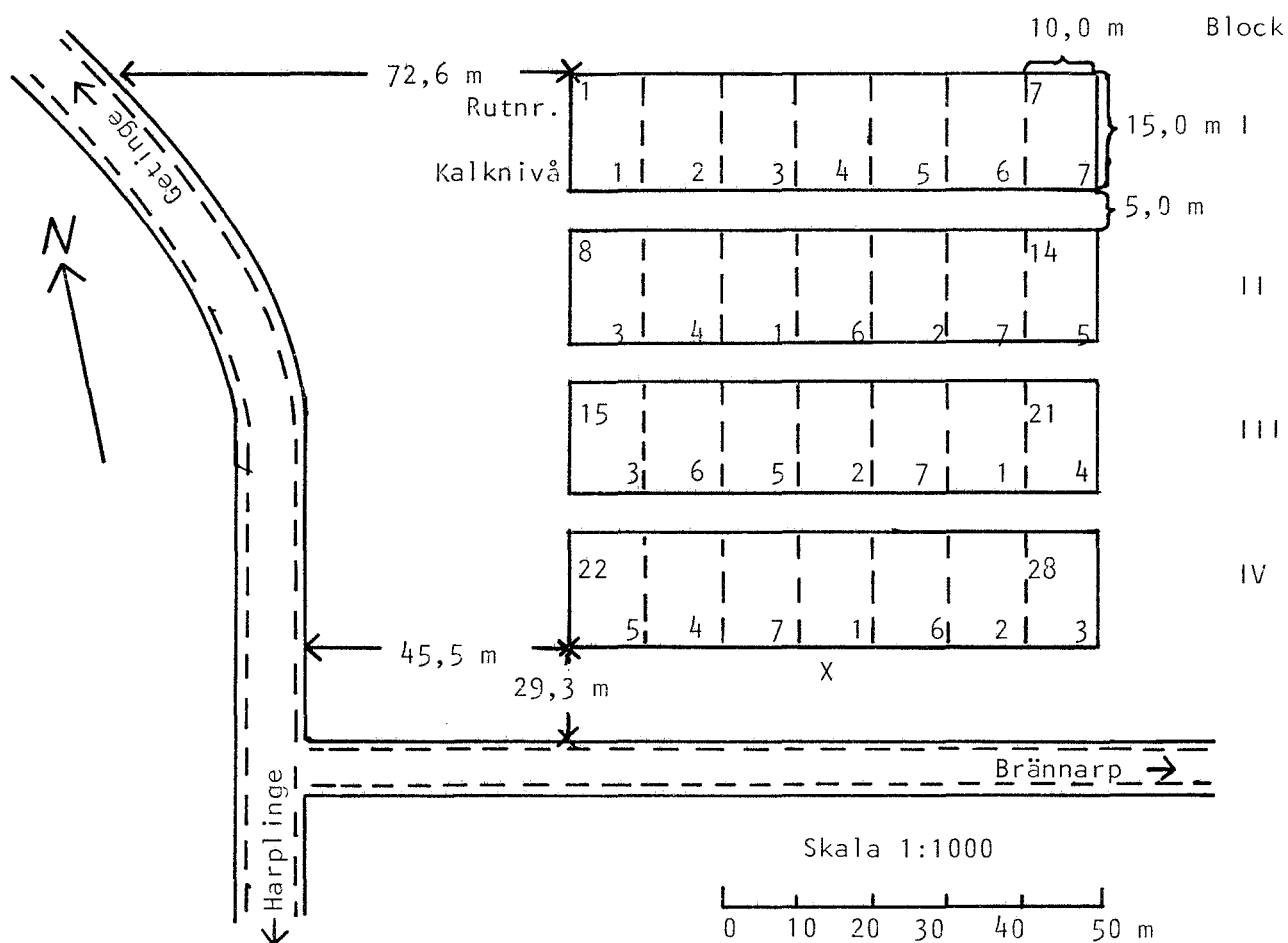 10,0 m Block
72,6 m
1 7
Rutnr.
15,0 m I
Kalknivå 1 2 3 4 5 6 7
5,0 m
Getinge
N
8 14
II
3 4 1 6 2 7 5
15 21
III
3 6 5 2 7 1 4
22 28
IV
5 4 7 1 6 2 3
45,5 m
X
29,3 m
Brännarp
Harplinge
Skala 1:1000
0 10 20 30 40 50 m